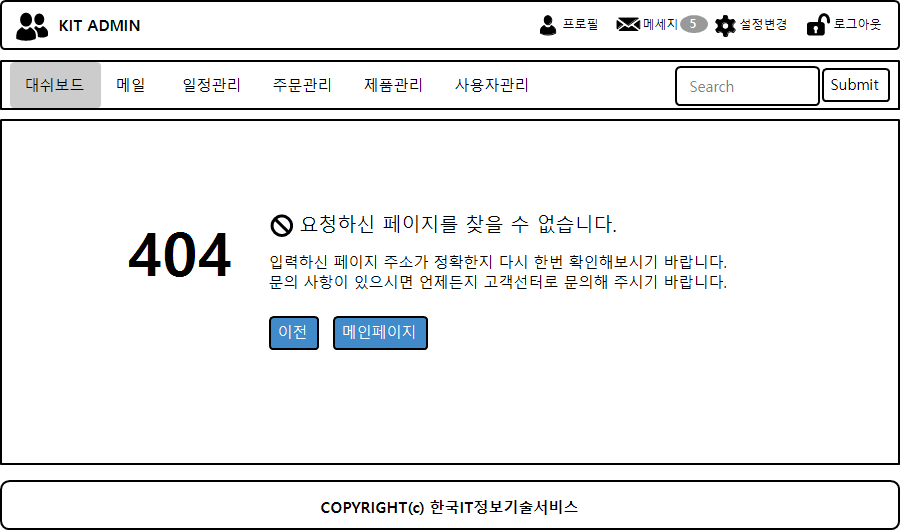 KIT ADMIN 프로필 메세지 5 설정변경 로그아웃
대쉬보드 메일 일정관리 주문관리 제품관리 사용자관리 Search Submit
404
요청하신 페이지를 찾을 수 없습니다.
입력하신 페이지 주소가 정확한지 다시 한번 확인해보시기 바랍니다.
문의 사항이 있으시면 언제든지 고객선터로 문의해 주시기 바랍니다.
이전 메인페이지
COPYRIGHT(c) 한국IT정보기술서비스